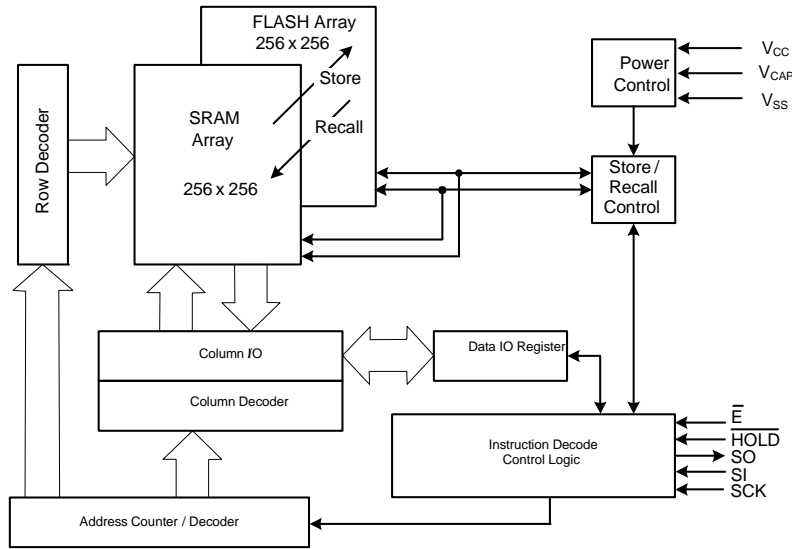 FLASH Array
256 x 256
Store
Recall
SRAM
Array
256 x 256
Row Decoder
Power
Control
VCC
VCAP
VSS
Store /
Recall
Control
Column IO
Column Decoder
Data IO Register
Instruction Decode
Control Logic
E
HOLD
SO
SI
SCK
Address Counter / Decoder